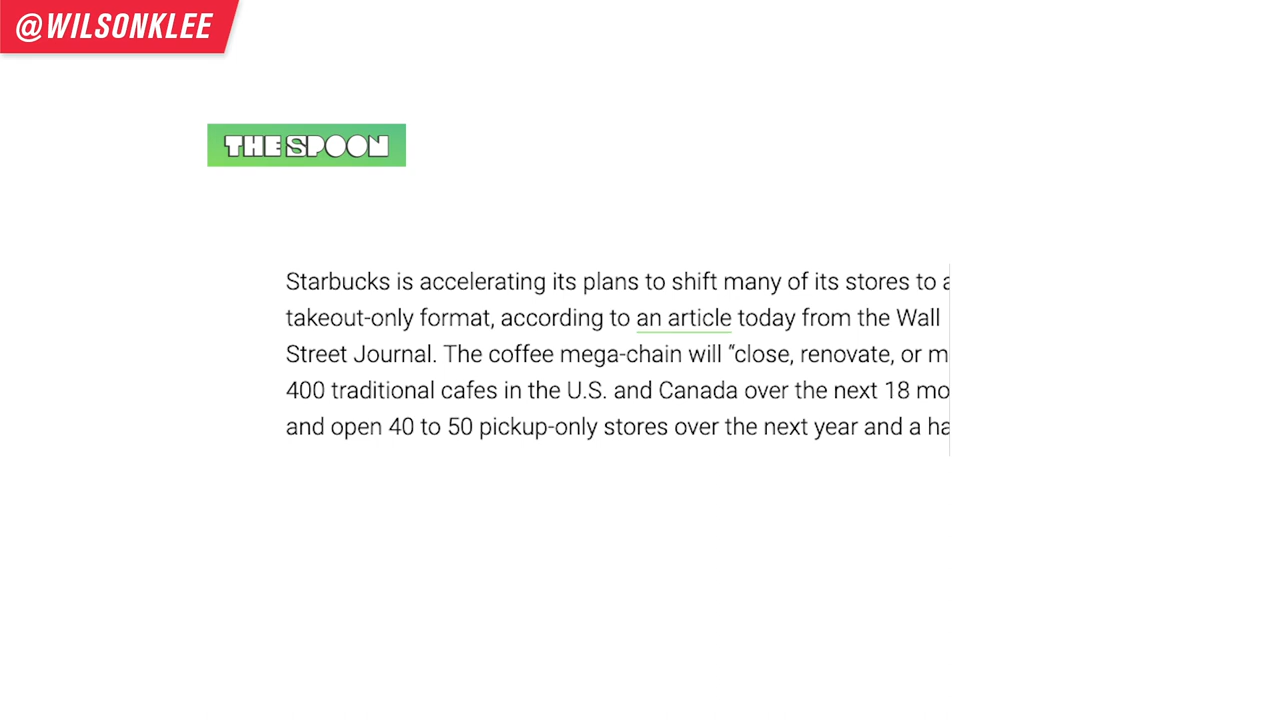 @WILSONKLEE
THE SPOON
Starbucks is accelerating its plans to shift many of its stores to a
takeout-only format, according to an article today from the Wall
Street Journal. The coffee mega-chain will “close, renovate, or m
400 traditional cafes in the U.S. and Canada over the next 18 mo
and open 40 to 50 pickup-only stores over the next year and a ha